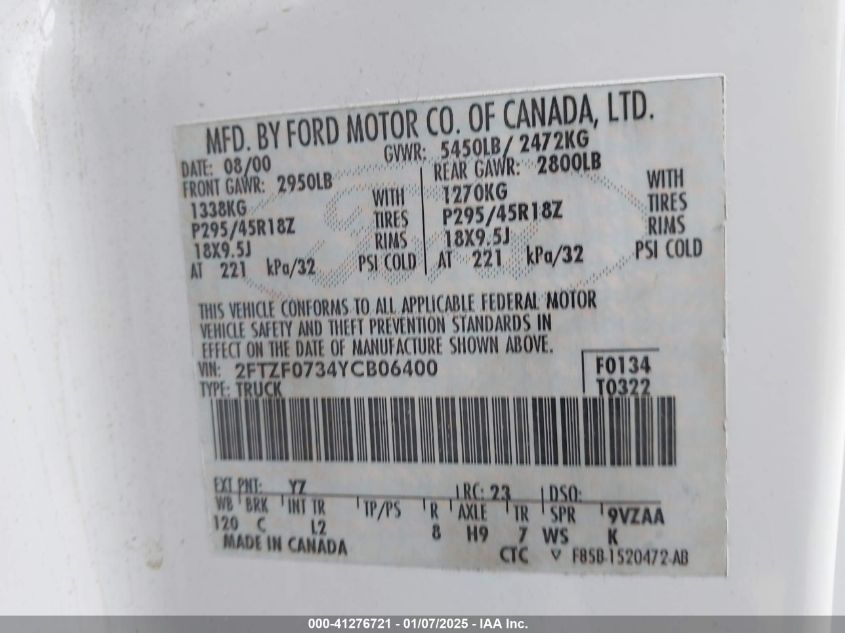 MFD. BY FORD MOTOR CO. OF CANADA, LTD.
DATE: 08/00 GVWR: 5450LB/ 2472KG
FRONT GAWR: 2950LB REAR GAWR: 2800LB
1338KG WITH 1270KG WITH
P295/45R18Z TIRES P295/45R18Z TIRES
18X9.5J RIMS 18X9.5J RIMS
AT 221 kPa/32 PSI COLD AT 221 kPa/32 PSI COLD
THIS VEHICLE CONFORMS TO ALL APPLICABLE FEDERAL MOTOR
VEHICLE SAFETY AND THEFT PREVENTION STANDARDS IN
EFFECT ON THE DATE OF MANUFACTURE SHOWN ABOVE.
VIN: 2FTZF0734YCB06400 F0134
TYPE: TRUCK T0322
EXT PNT: YZ RC: 23 DSO:
WB BRK INT TR TP/PS R AXLE TR SPR 9VZAA
120 C L2 8 H9 7 WS K
MADE IN CANADA CTC F85B-1520472-AB
000-41276721 - 01/07/2025 - IAA Inc.